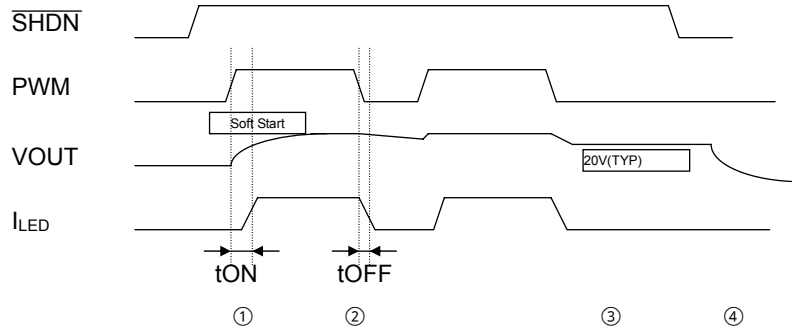 SHDN
PWM
Soft Start
VOUT
20V(TYP)
ILED
tON tOFF
① ② ③ ④